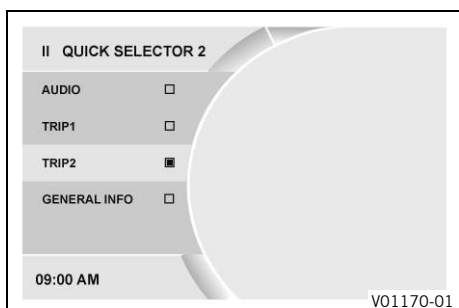 II QUICK SELECTOR 2
AUDIO
TRIP1
TRIP2
GENERAL INFO
09:00 AM
V01170-01